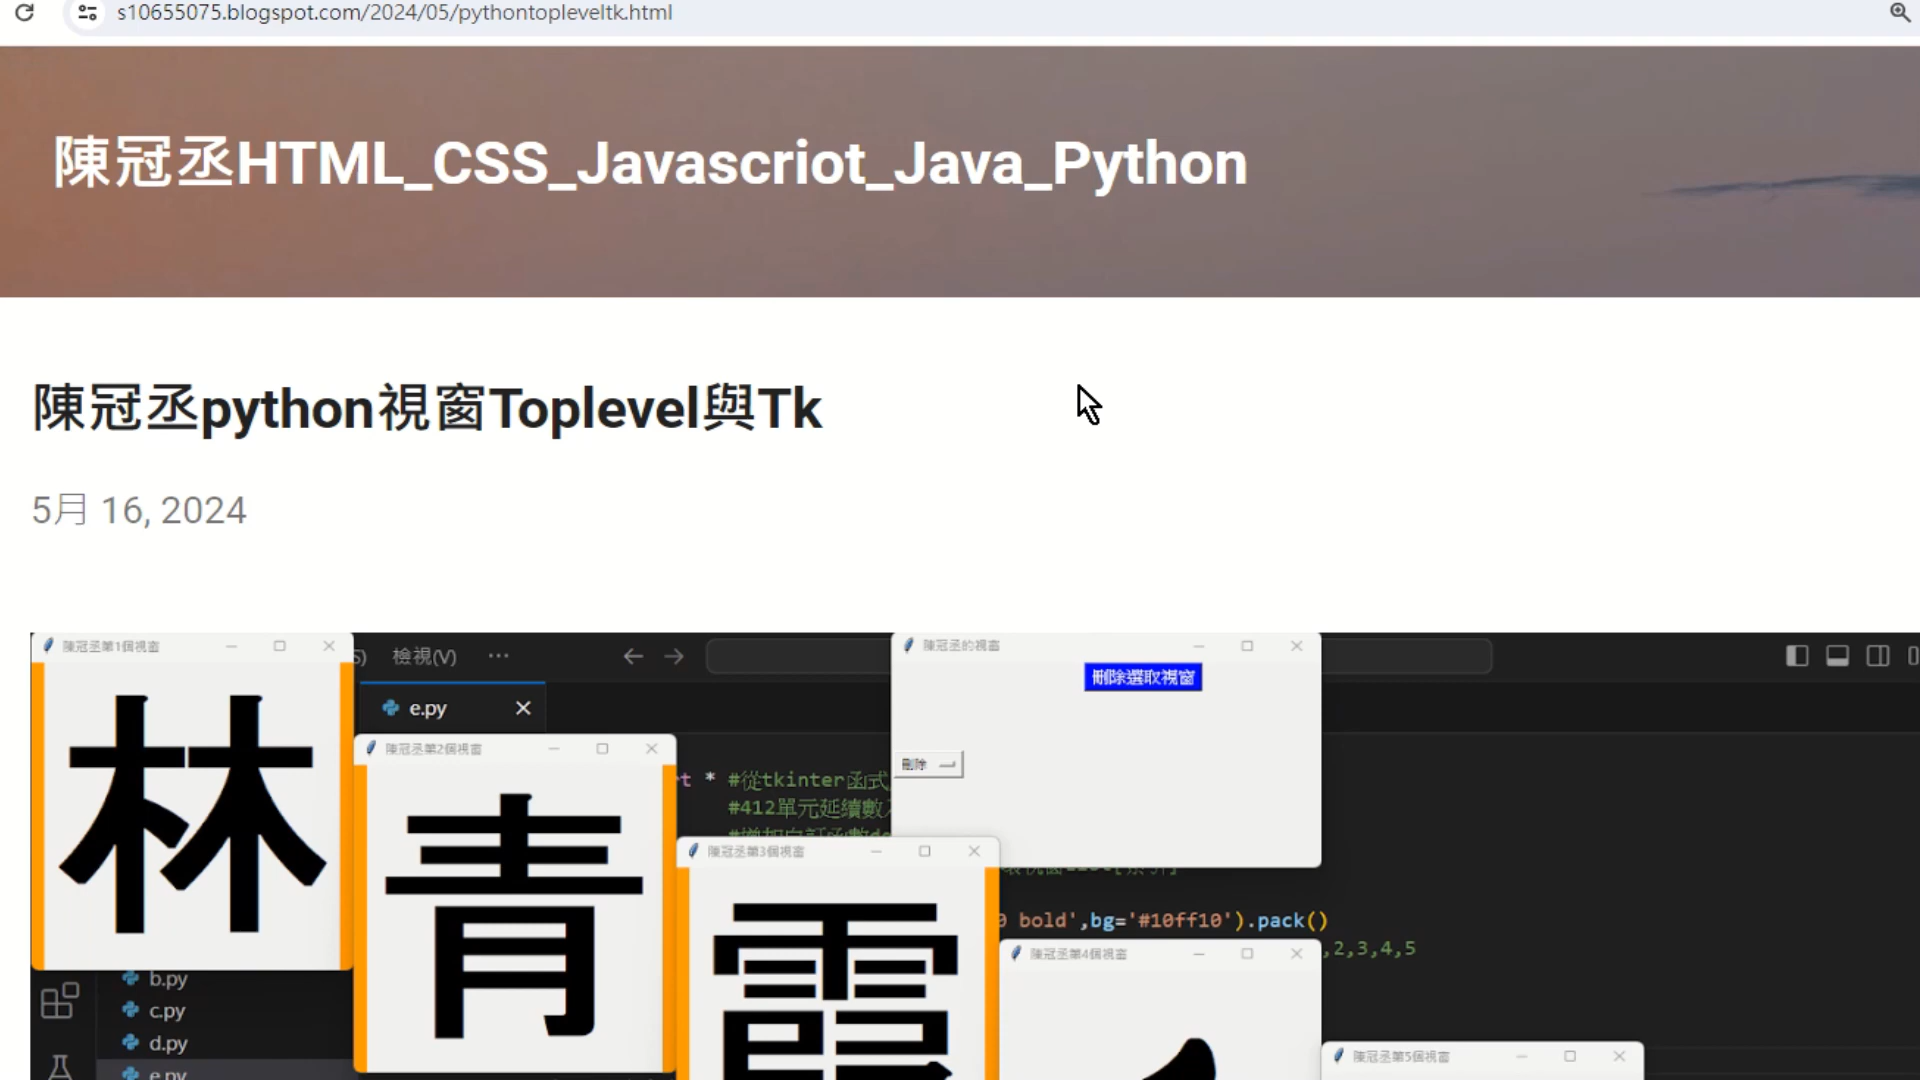 s10655075.blogspot.com/2024/05/pythontopleveltk.html
陳冠丞HTML_CSS_Javascriot_Java_Python
陳冠丞python視窗Toplevel與Tk
5月 16, 2024
陳冠丞第1個視窗
S) 檢視(V) ···
陳冠丞的視窗
刪除選取視窗
林
e.py
陳冠丞第2個視窗
刪除
rt * #從tkinter函式
#412單元延續數
青
陳冠丞第3個視窗
霞
0 bold',bg='#10ff10').pack()
,2,3,4,5
陳冠丞第4個視窗
b.py
c.py
d.py
陳冠丞第5個視窗
e.py